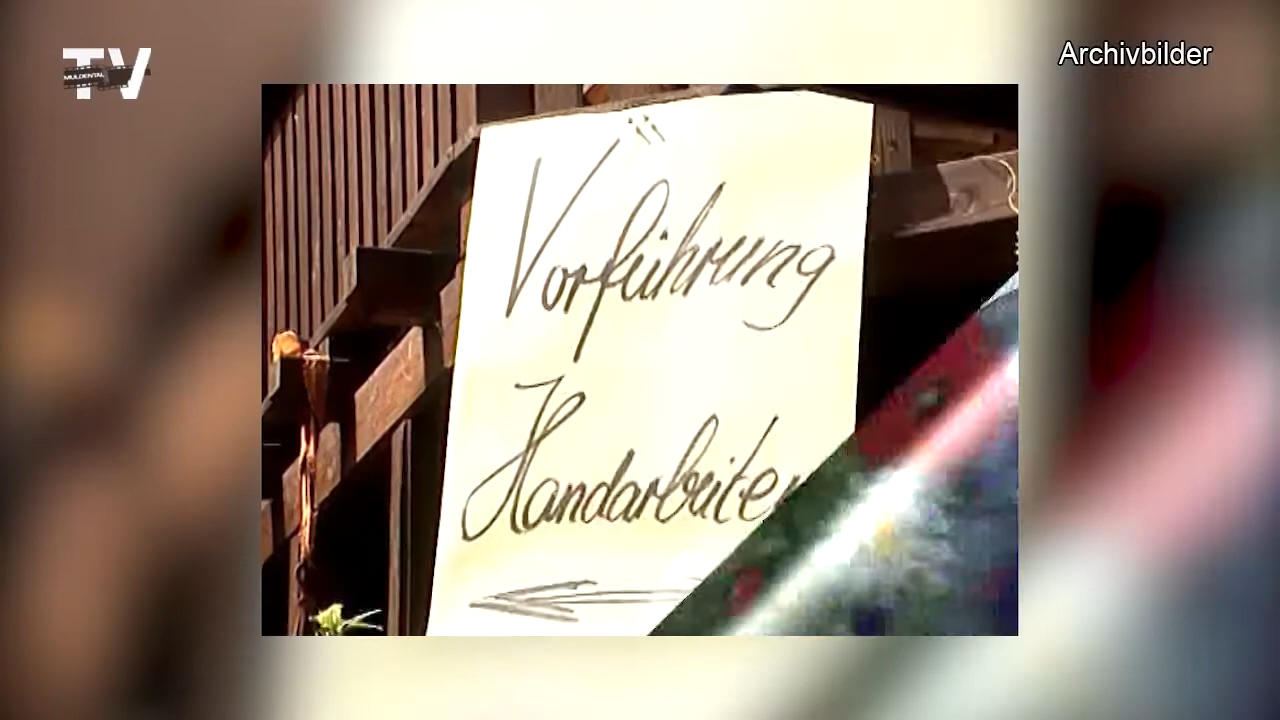 TV
MULDENTAL
Archivbilder
Vorführung
Handarbeiten